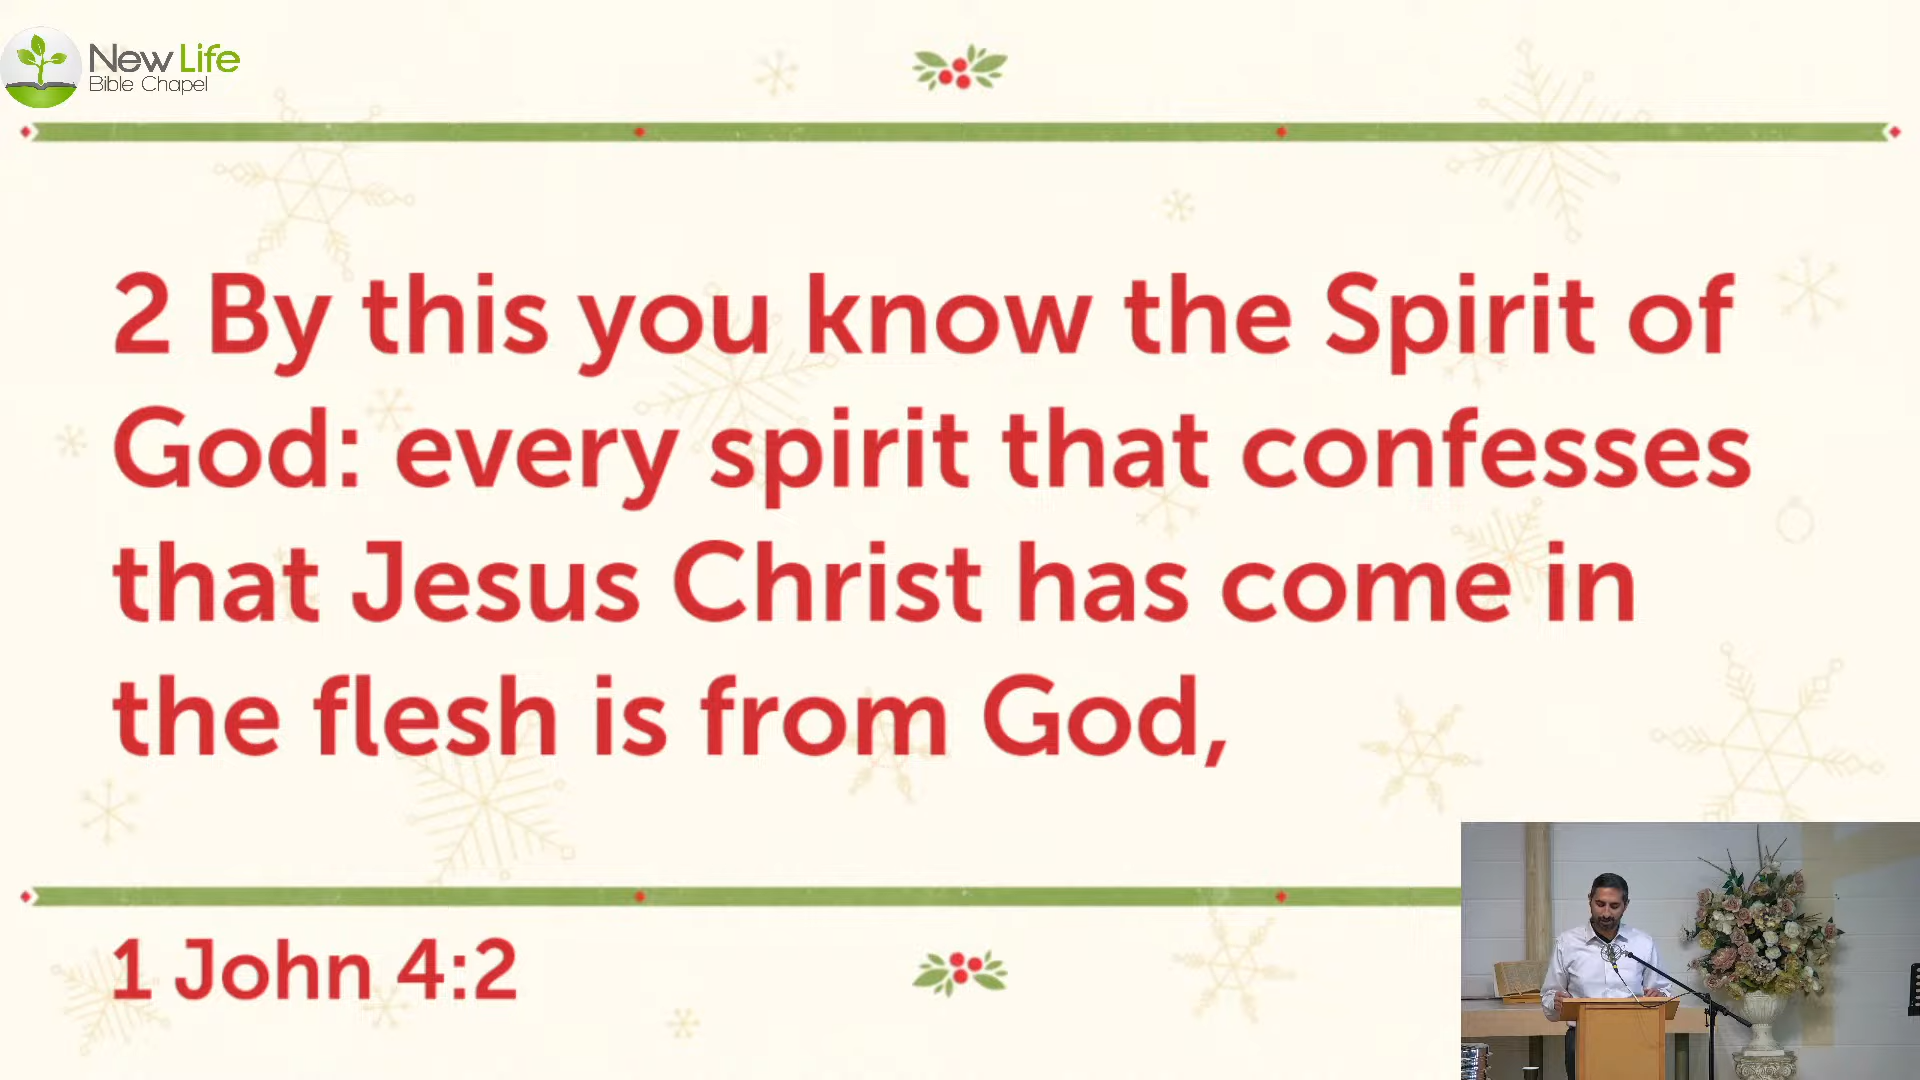 New Life
Bible Chapel
2 By this you know the Spirit of
God: every spirit that confesses
that Jesus Christ has come in
the flesh is from God,
1 John 4:2